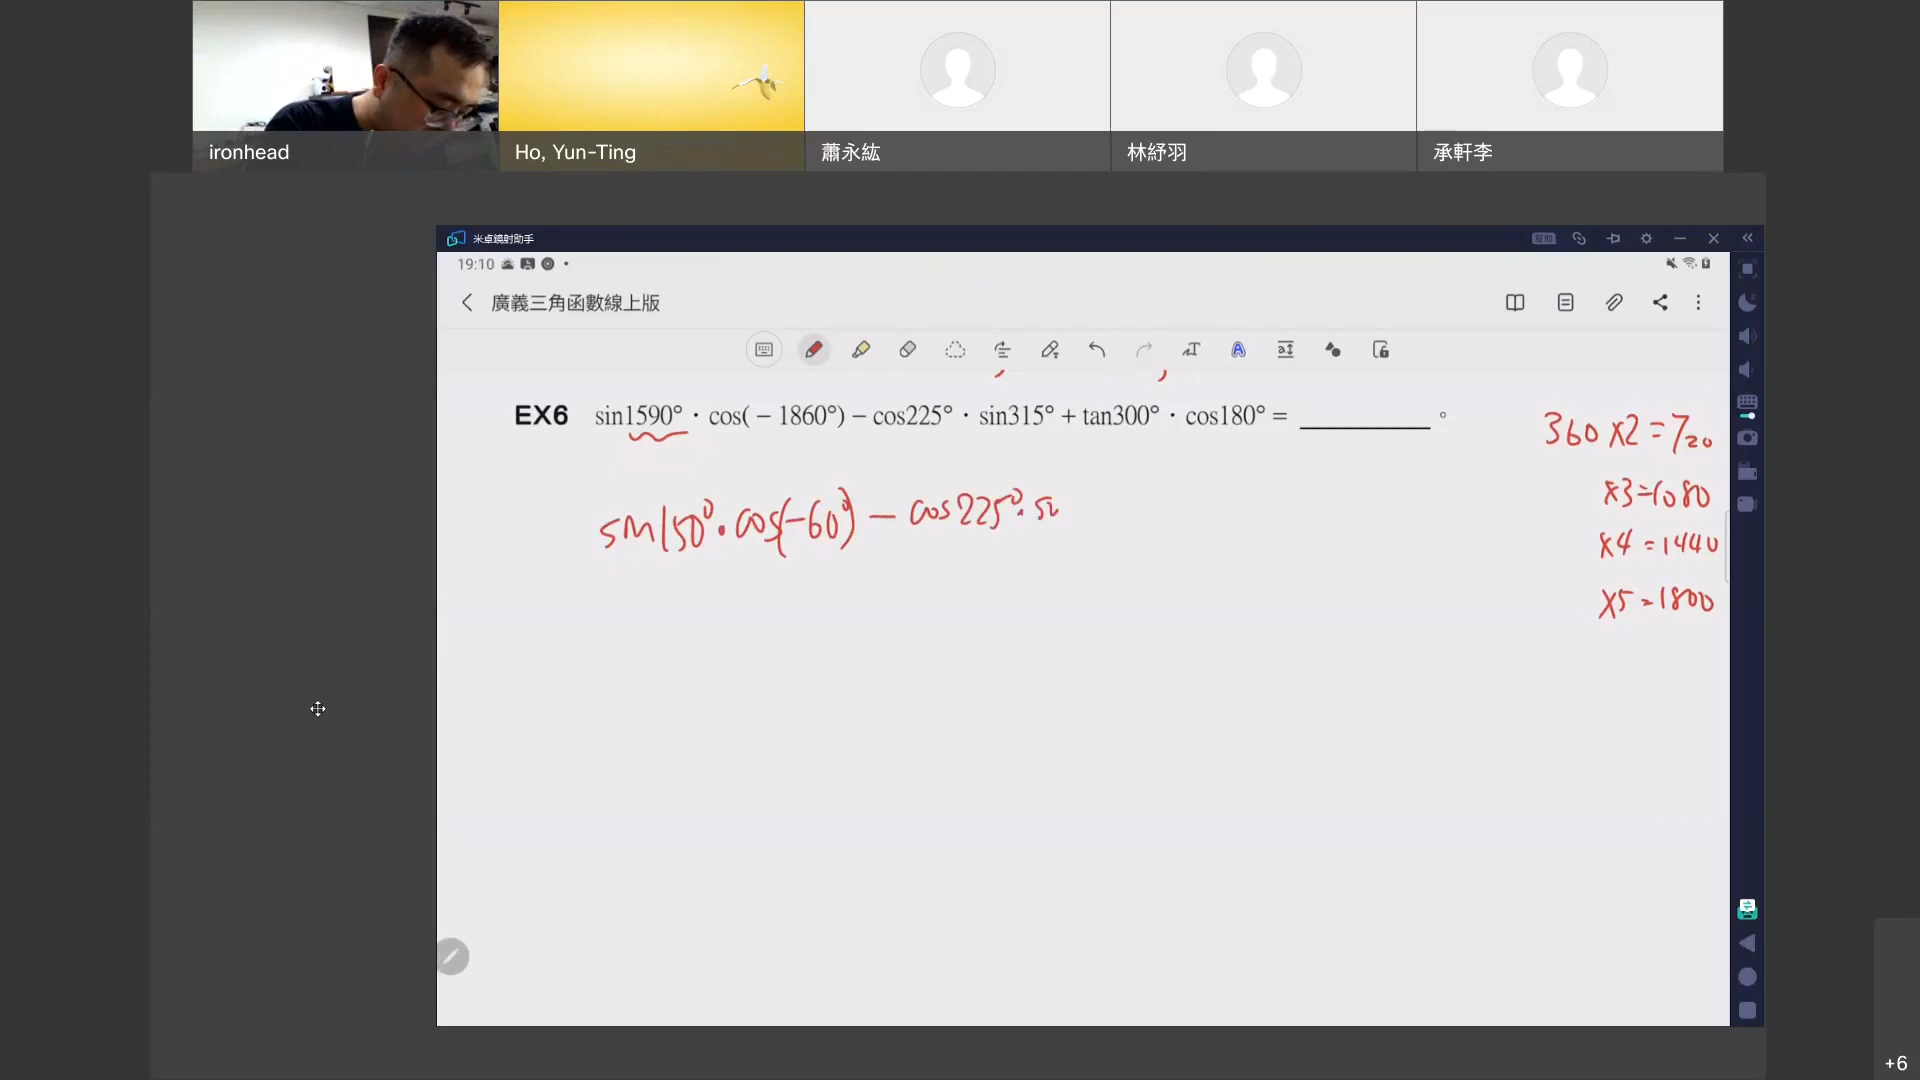 ironhead
Ho, Yun-Ting
蕭永紘
林紓羽
承軒李
米卓鏡射助手
19:10
廣義三角函數線上版
EX6 sin1590° · cos( − 1860°) − cos225° · sin315° + tan300° · cos180° = ________ 。
360 x2 = 720
x3 = 1080
x4 = 1440
x5 = 1800
sin150° · cos(-60°) - cos225° · si
+6